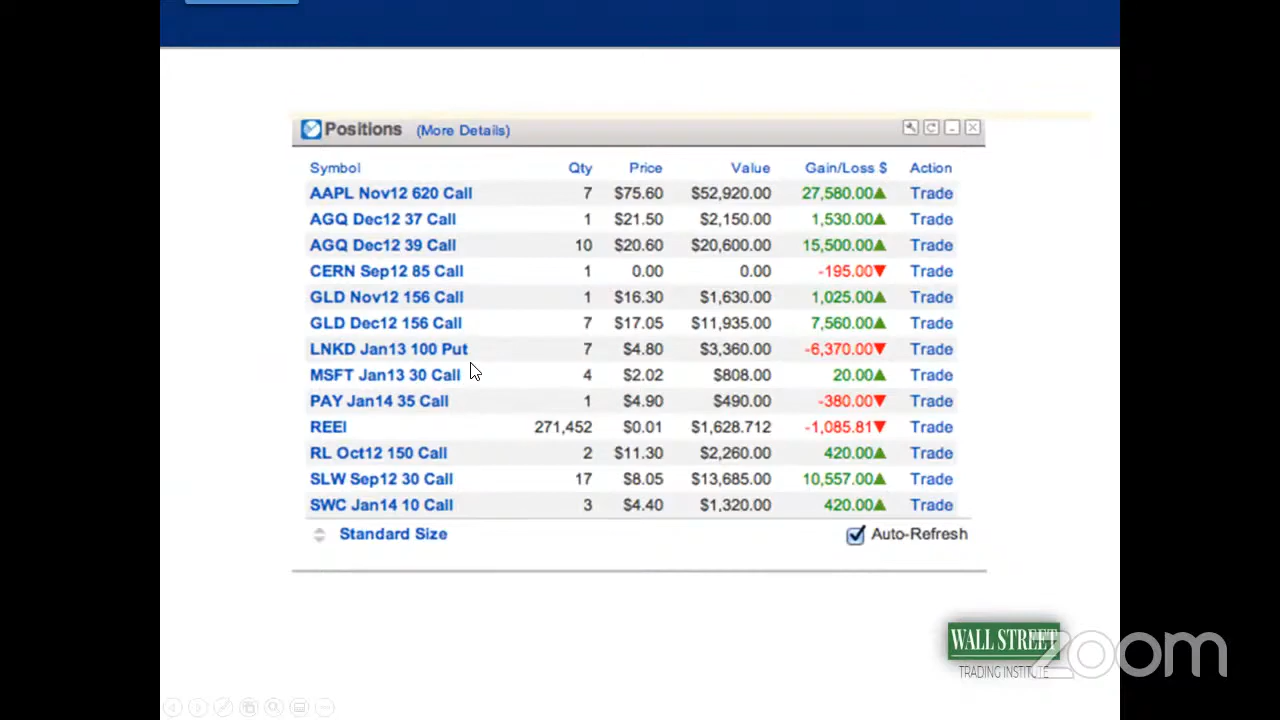 Positions (More Details)
Symbol Qty Price Value Gain/Loss $ Action
AAPL Nov12 620 Call 7 $75.60 $52,920.00 27,580.00▲ Trade
AGQ Dec12 37 Call 1 $21.50 $2,150.00 1,530.00▲ Trade
AGQ Dec12 39 Call 10 $20.60 $20,600.00 15,500.00▲ Trade
CERN Sep12 85 Call 1 0.00 0.00 -195.00▼ Trade
GLD Nov12 156 Call 1 $16.30 $1,630.00 1,025.00▲ Trade
GLD Dec12 156 Call 7 $17.05 $11,935.00 7,560.00▲ Trade
LNKD Jan13 100 Put 7 $4.80 $3,360.00 -6,370.00▼ Trade
MSFT Jan13 30 Call 4 $2.02 $808.00 20.00▲ Trade
PAY Jan14 35 Call 1 $4.90 $490.00 -380.00▼ Trade
REEI 271,452 $0.01 $1,628.712 -1,085.81▼ Trade
RL Oct12 150 Call 2 $11.30 $2,260.00 420.00▲ Trade
SLW Sep12 30 Call 17 $8.05 $13,685.00 10,557.00▲ Trade
SWC Jan14 10 Call 3 $4.40 $1,320.00 420.00▲ Trade
Standard Size Auto-Refresh
WALL STREET
TRADING INSTITUTE
zoom